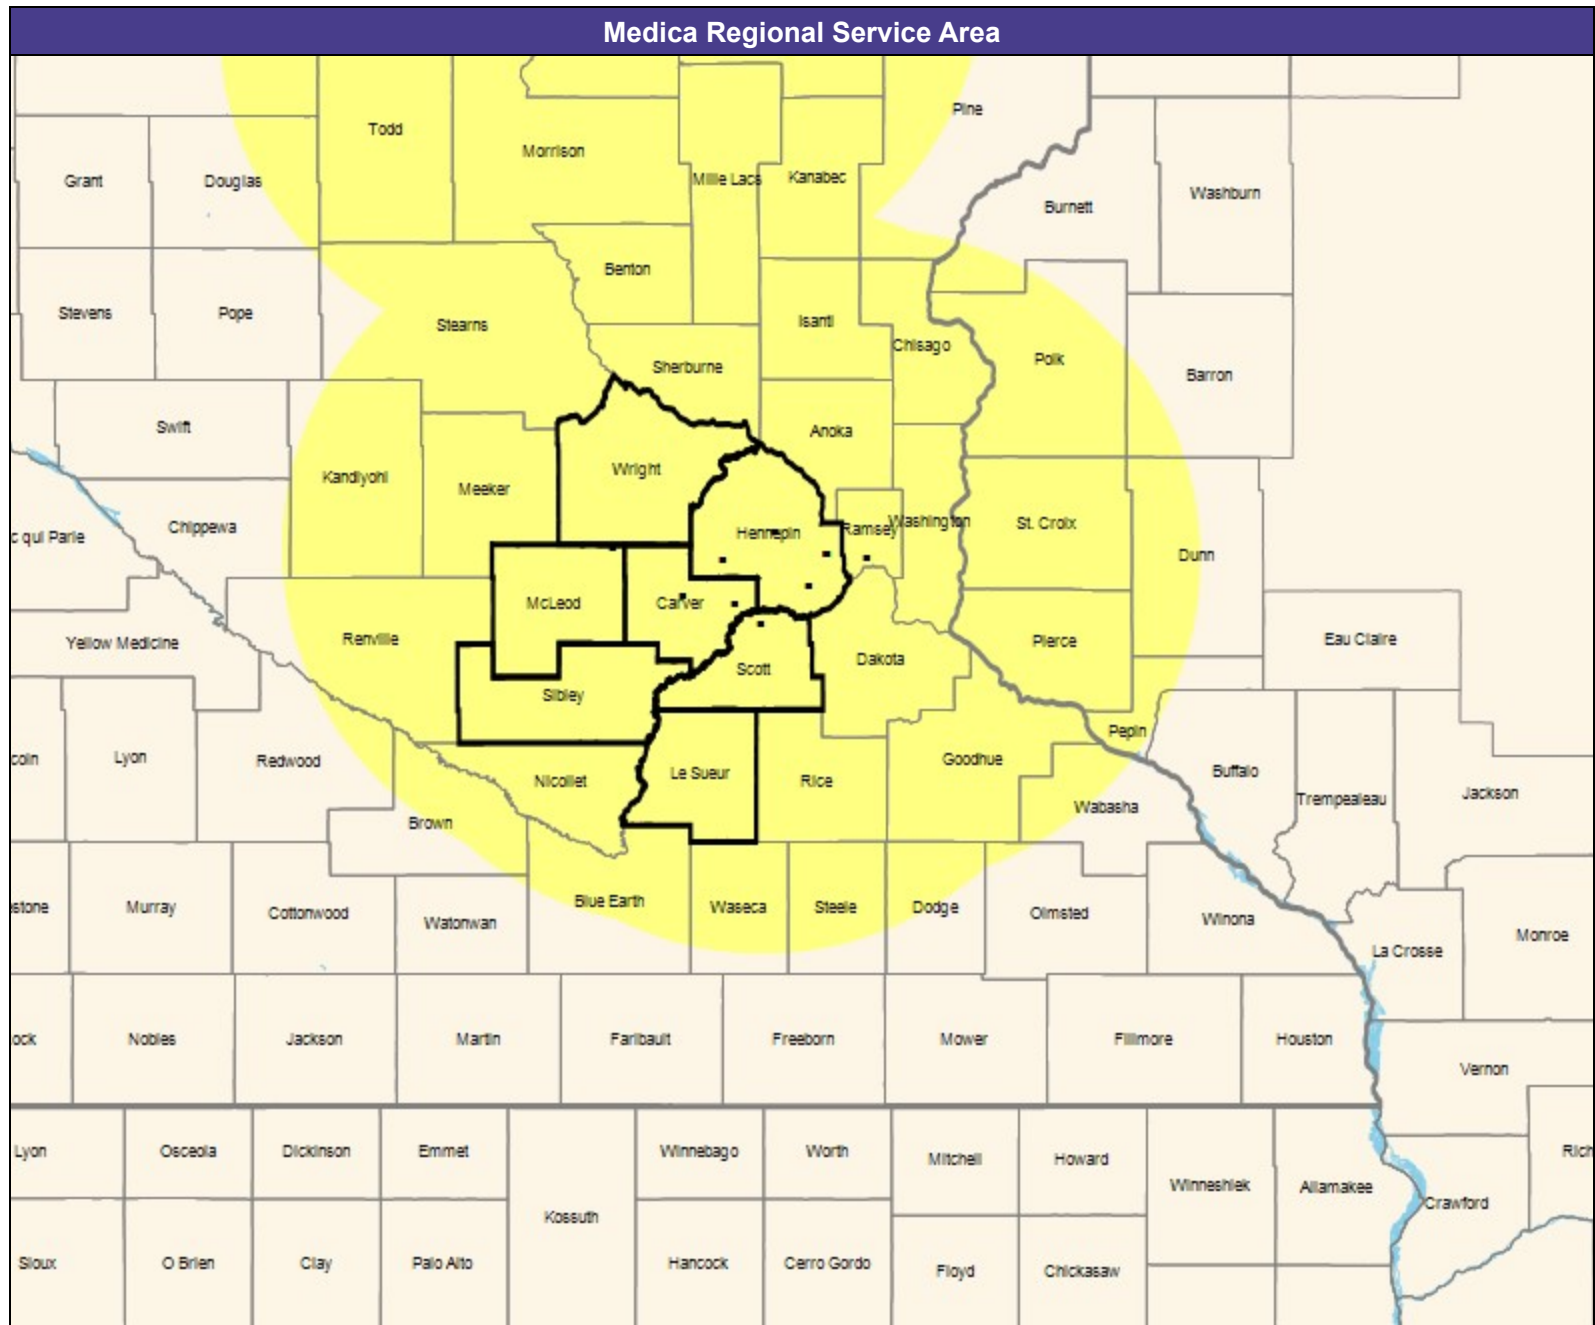 Medica Regional Service Area
Pine
Todd
Morrison
Grant
Douglas
Mille Lacs
Kanabec
Washburn
Burnett
Benton
Stevens
Pope
Stearns
Isanti
Chisago
Polk
Sherburne
Barron
Swift
Anoka
Wright
Kandiyohi
Meeker
Chippewa
Hennepin
Ramsey
Washington
St. Croix
c qui Parle
Dunn
McLeod
Carver
Yellow Medicine
Renville
Pierce
Eau Claire
Scott
Dakota
Sibley
Pepin
coln
Lyon
Redwood
Nicollet
Le Sueur
Rice
Goodhue
Buffalo
Trempealeau
Jackson
Wabasha
Brown
Blue Earth
stone
Murray
Cottonwood
Watonwan
Waseca
Steele
Dodge
Olmsted
Winona
Monroe
La Crosse
ock
Nobles
Jackson
Martin
Faribault
Freeborn
Mower
Fillmore
Houston
Vernon
Lyon
Osceola
Dickinson
Emmet
Winnebago
Worth
Mitchell
Howard
Rich
Winneshiek
Allamakee
Crawford
Kossuth
Sioux
O Brien
Clay
Palo Alto
Hancock
Cerro Gordo
Floyd
Chickasaw